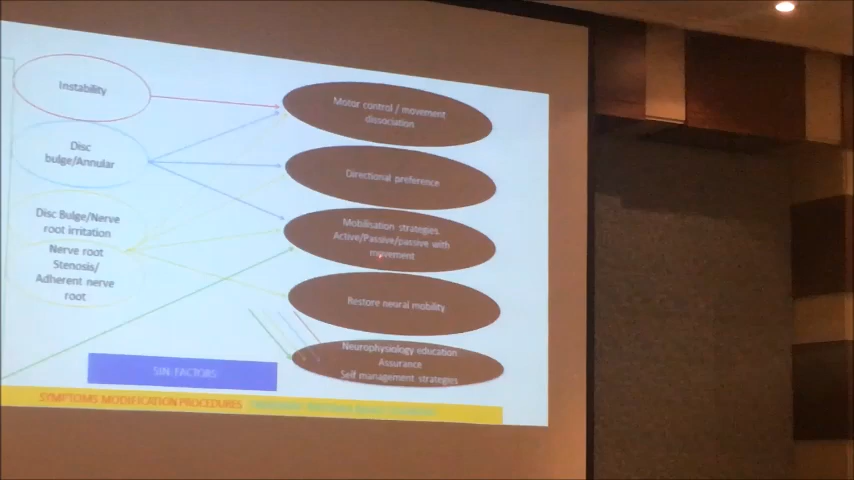 Instability
Disc
bulge/Annular
Disc Bulge/Nerve
root irritation
Nerve root
Stenosis/
Adherent nerve
root
Motor control / movement
dissociation
Directional preference
Mobilisation strategies
Active/Passive/passive with
movement
Restore neural mobility
Neurophysiology education
Assurance
Self management strategies
SIN-FACTORS
SYMPTOMS MODIFICATION PROCEDURES